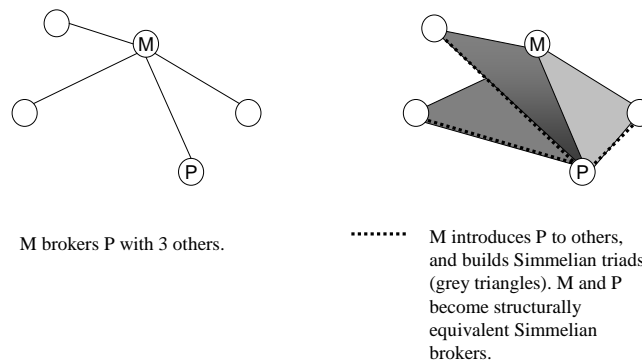 M
P
M
P
M brokers P with 3 others.
M introduces P to others,
and builds Simmelian triads
(grey triangles). M and P
become structurally
equivalent Simmelian
brokers.